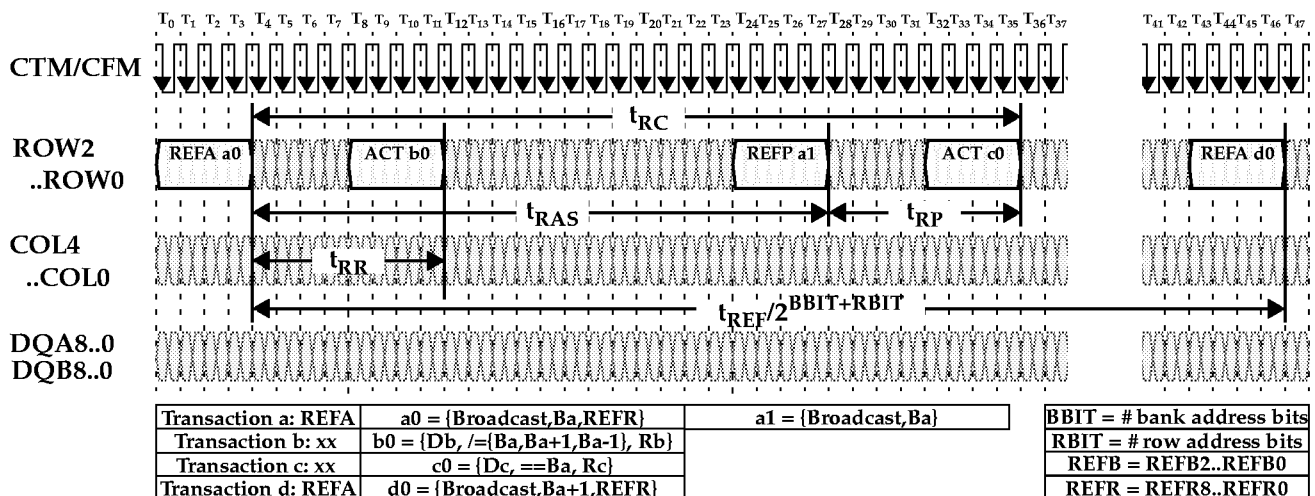 T0 T1 T2 T3 T4 T5 T6 T7 T8 T9 T10 T11 T12 T13 T14 T15 T16 T17 T18 T19 T20 T21 T22 T23 T24 T25 T26 T27 T28 T29 T30 T31 T32 T33 T34 T35 T36 T37 T41 T42 T43 T44 T45 T46 T47
CTM/CFM
tRC
ROW2
..ROW0
REFA a0 ACT b0 REFP a1 ACT c0 REFA d0
tRAS tRP
COL4
..COL0
tRR
tREF/2^BBIT+RBIT
DQA8..0
DQB8..0
Transaction a: REFA a0 = {Broadcast,Ba,REFR} a1 = {Broadcast,Ba} BBIT = # bank address bits
Transaction b: xx b0 = {Db, /={Ba,Ba+1,Ba-1}, Rb} RBIT = # row address bits
Transaction c: xx c0 = {Dc, ==Ba, Rc} REFB = REFB2..REFB0
Transaction d: REFA d0 = {Broadcast,Ba+1,REFR} REFR = REFR8..REFR0